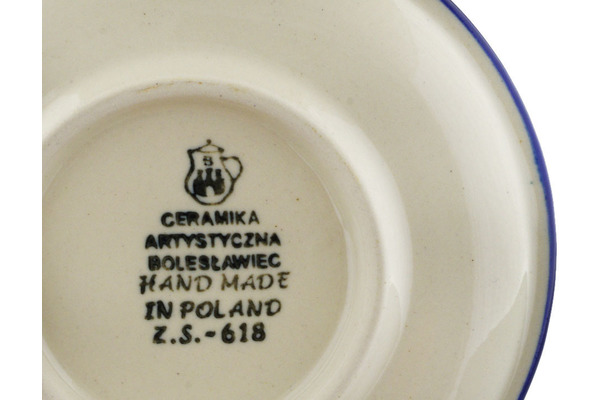 B
CERAMIKA
ARTYSTYCZNA
BOLESŁAWIEC
HAND MADE
IN POLAND
Z.S.-618